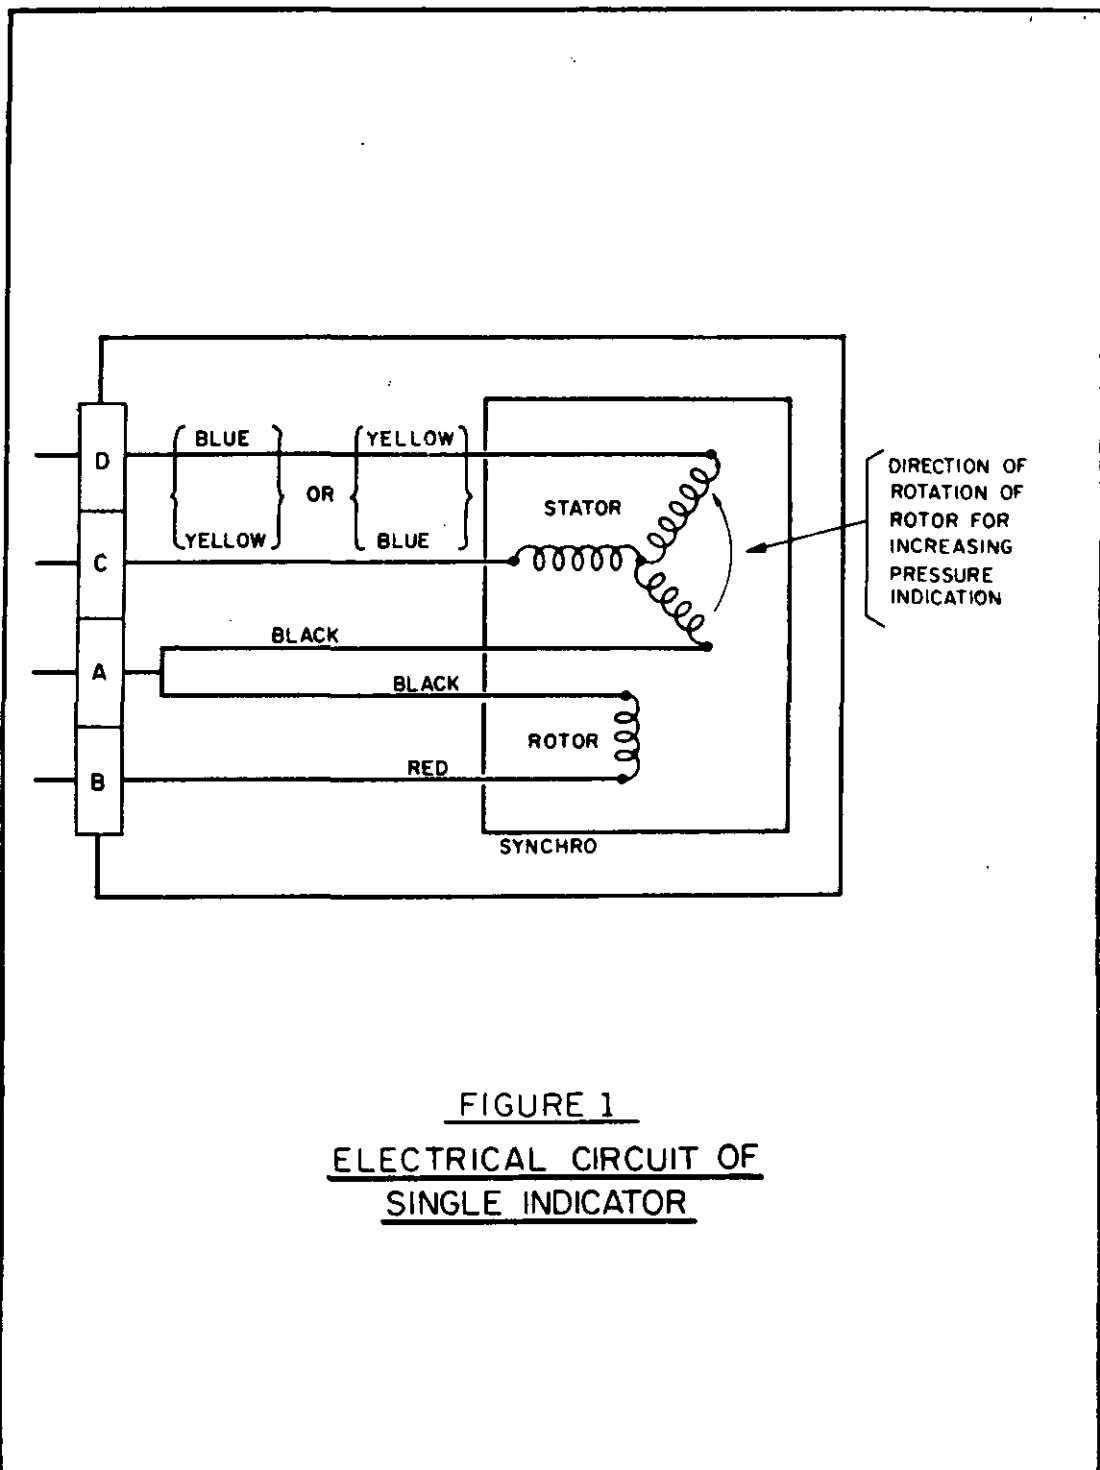 D
BLUE
YELLOW
OR
YELLOW
BLUE
C
STATOR
DIRECTION OF
ROTATION OF
ROTOR FOR
INCREASING
PRESSURE
INDICATION
BLACK
A
BLACK
ROTOR
RED
B
SYNCHRO
FIGURE 1
ELECTRICAL CIRCUIT OF
SINGLE INDICATOR